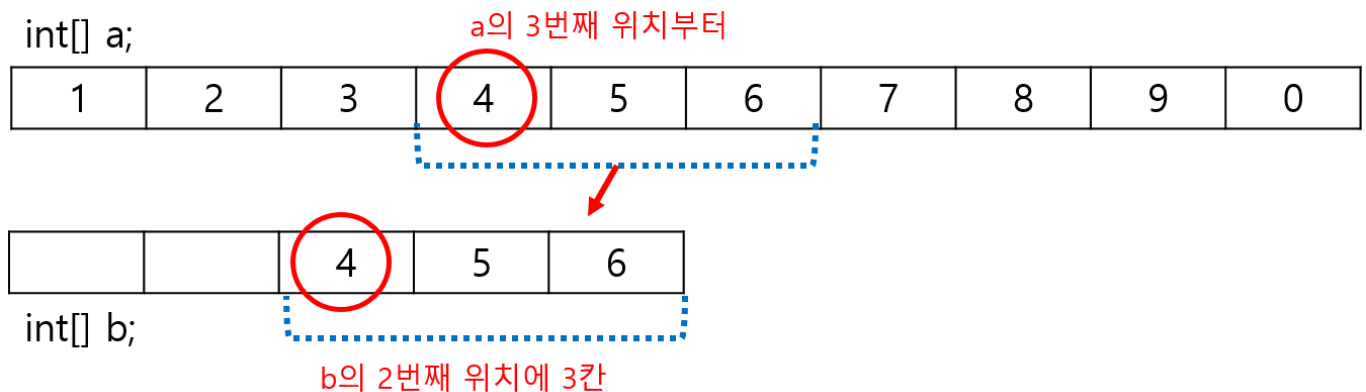 a의 3번째 위치부터
int[] a;
1 2 3 4 5 6 7 8 9 0
4 5 6
int[] b;
b의 2번째 위치에 3칸